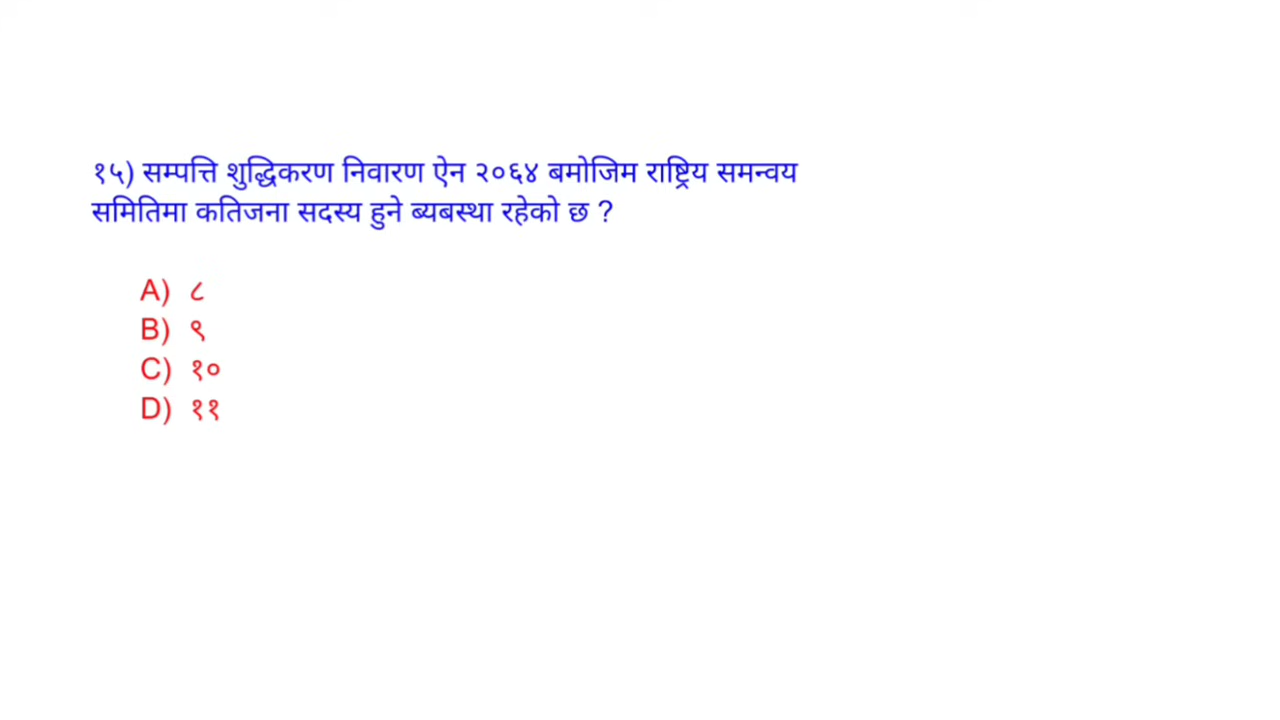 १५) सम्पत्ति शुद्धिकरण निवारण ऐन २०६४ बमोजिम राष्ट्रिय समन्वय
समितिमा कतिजना सदस्य हुने ब्यबस्था रहेको छ ?
A) ८
B) ९
C) १०
D) ११